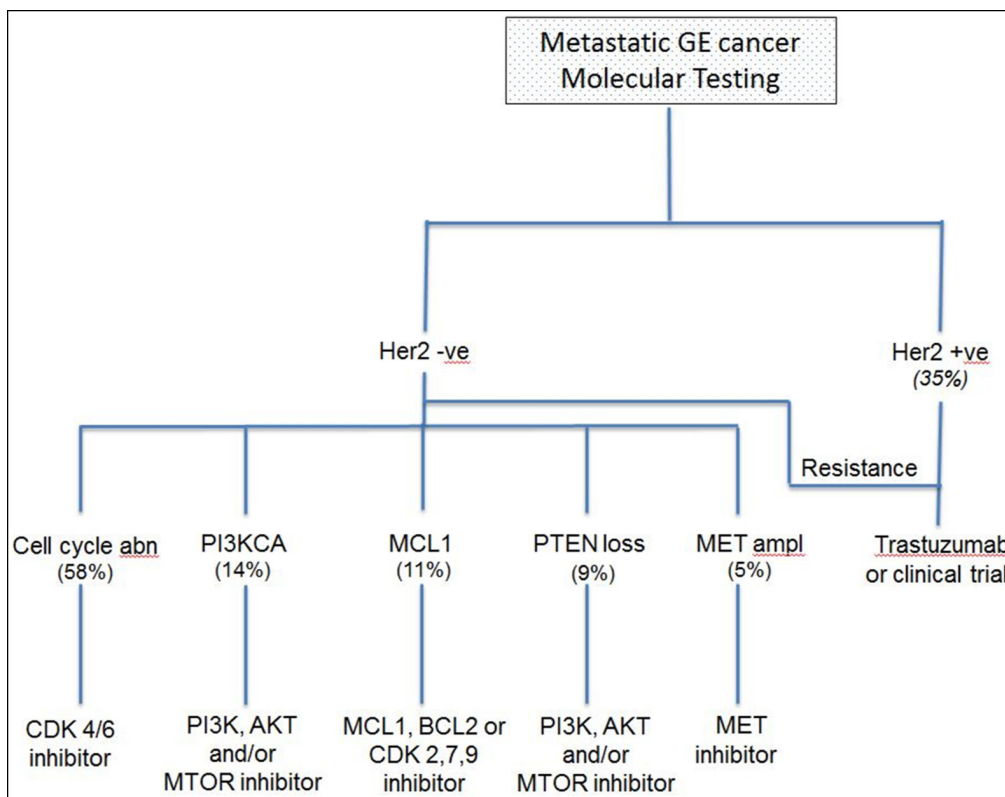 Metastatic GE cancer
Molecular Testing
Her2 -ve
Her2 +ve
(35%)
Resistance
Cell cycle abn
(58%)
PI3KCA
(14%)
MCL1
(11%)
PTEN loss
(9%)
MET ampl
(5%)
Trastuzumab
or clinical trial
CDK 4/6
inhibitor
PI3K, AKT
and/or
MTOR inhibitor
MCL1, BCL2 or
CDK 2,7,9
inhibitor
PI3K, AKT
and/or
MTOR inhibitor
MET
inhibitor